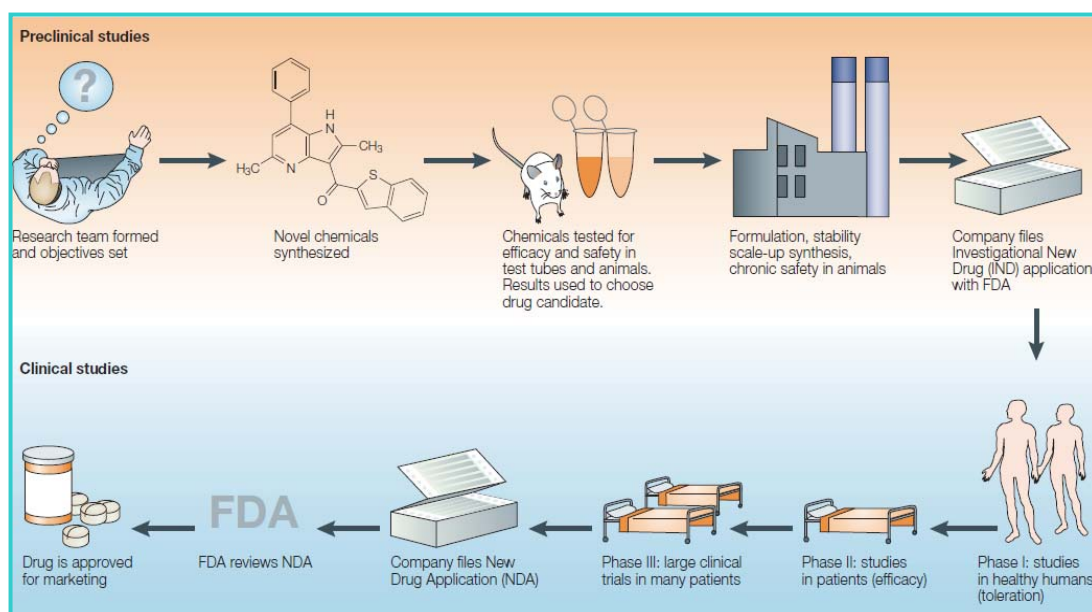 Preclinical studies
?
H
N
CH3
H3C
N
S
O
Research team formed
and objectives set
Novel chemicals
synthesized
Chemicals tested for
efficacy and safety in
test tubes and animals.
Results used to choose
drug candidate.
Formulation, stability
scale-up synthesis,
chronic safety in animals
Company files
Investigational New
Drug (IND) application
with FDA
Clinical studies
FDA
Drug is approved
for marketing
FDA reviews NDA
Company files New
Drug Application (NDA)
Phase III: large clinical
trials in many patients
Phase II: studies
in patients (efficacy)
Phase I: studies
in healthy humans
(toleration)